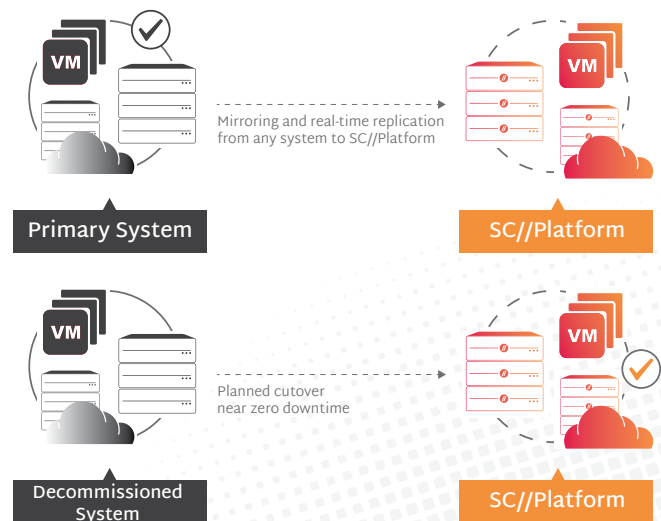 VM
VM
Mirroring and real-time replication
from any system to SC//Platform
Primary System
SC//Platform
VM
VM
Planned cutover
near zero downtime
Decommissioned
System
SC//Platform